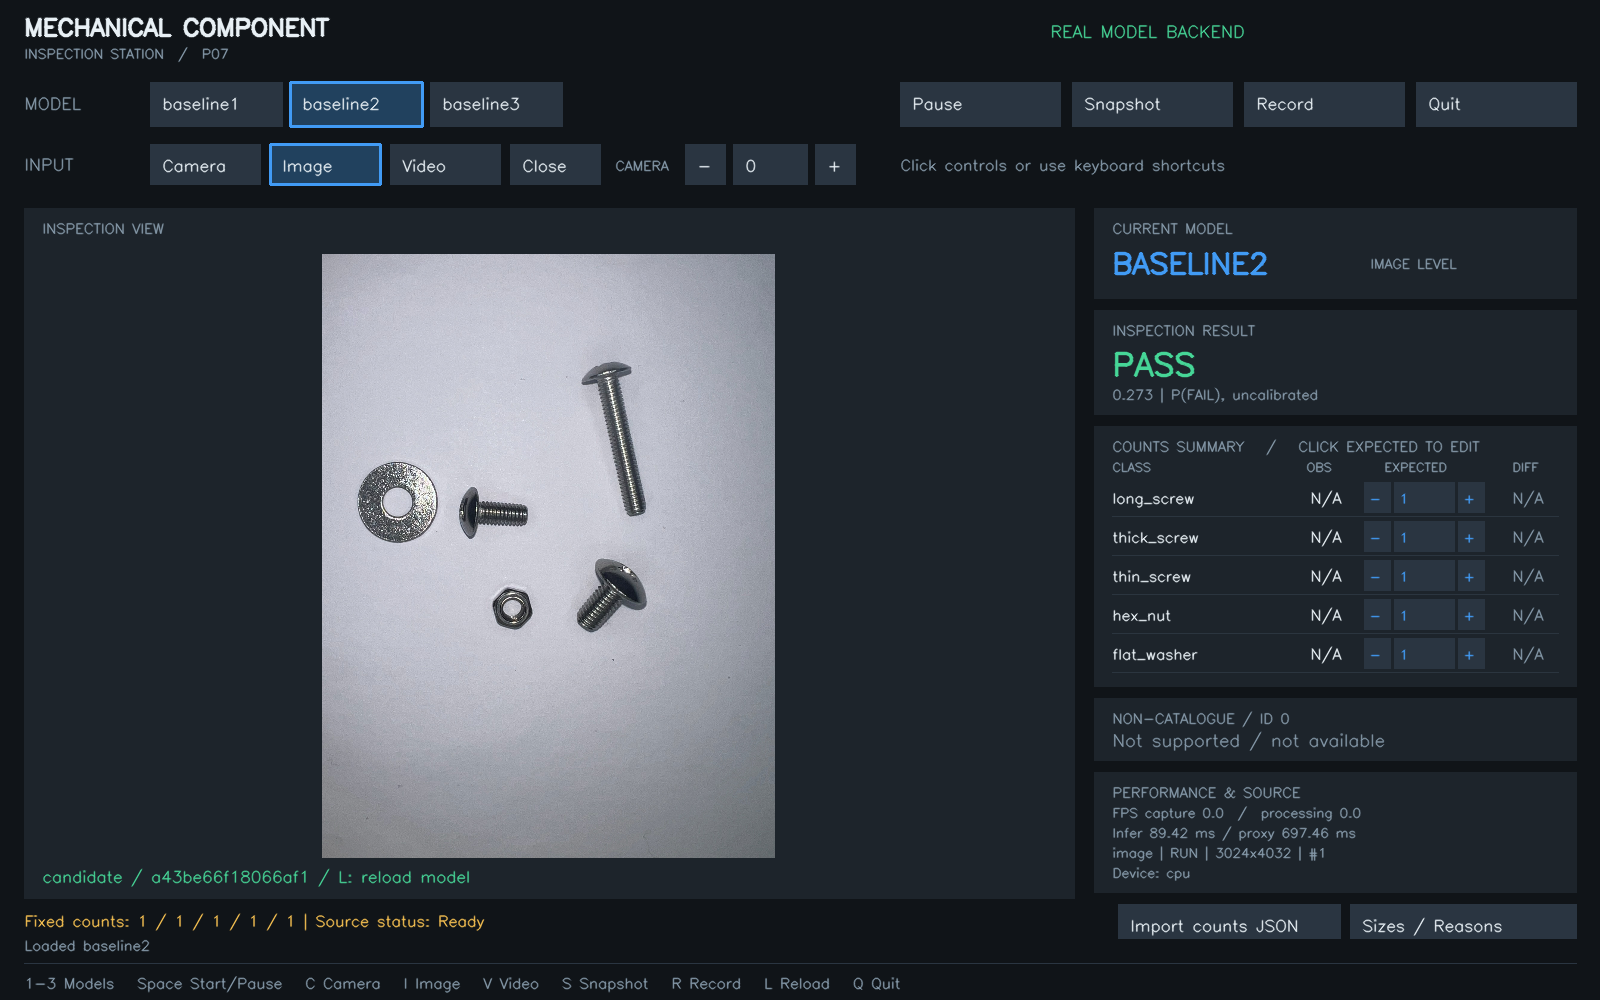 MECHANICAL COMPONENT
INSPECTION STATION / P07
REAL MODEL BACKEND
MODEL baseline1 baseline2 baseline3 Pause Snapshot Record Quit
INPUT Camera Image Video Close CAMERA − 0 + Click controls or use keyboard shortcuts
INSPECTION VIEW
candidate / a43be66f18066af1 / L: reload model
CURRENT MODEL
BASELINE2 IMAGE LEVEL
INSPECTION RESULT
PASS
0.273 | P(FAIL), uncalibrated
COUNTS SUMMARY / CLICK EXPECTED TO EDIT
CLASS OBS EXPECTED DIFF
long_screw N/A − 1 + N/A
thick_screw N/A − 1 + N/A
thin_screw N/A − 1 + N/A
hex_nut N/A − 1 + N/A
flat_washer N/A − 1 + N/A
NON-CATALOGUE / ID 0
Not supported / not available
PERFORMANCE & SOURCE
FPS capture 0.0 / processing 0.0
Infer 89.42 ms / proxy 697.46 ms
image | RUN | 3024x4032 | #1
Device: cpu
Fixed counts: 1 / 1 / 1 / 1 / 1 | Source status: Ready
Loaded baseline2
Import counts JSON Sizes / Reasons
1-3 Models Space Start/Pause C Camera I Image V Video S Snapshot R Record L Reload Q Quit